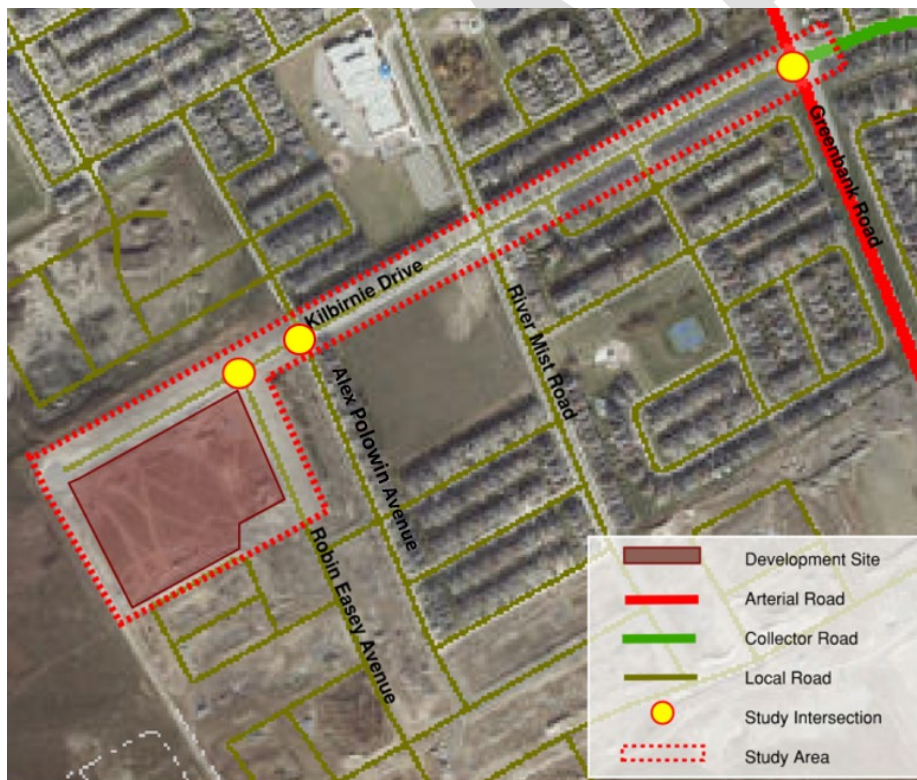 Greenbank Road
Kilbirnie Drive
River Mist Road
Alex Polowin Avenue
Robin Easey Avenue
Development Site
Arterial Road
Collector Road
Local Road
Study Intersection
Study Area